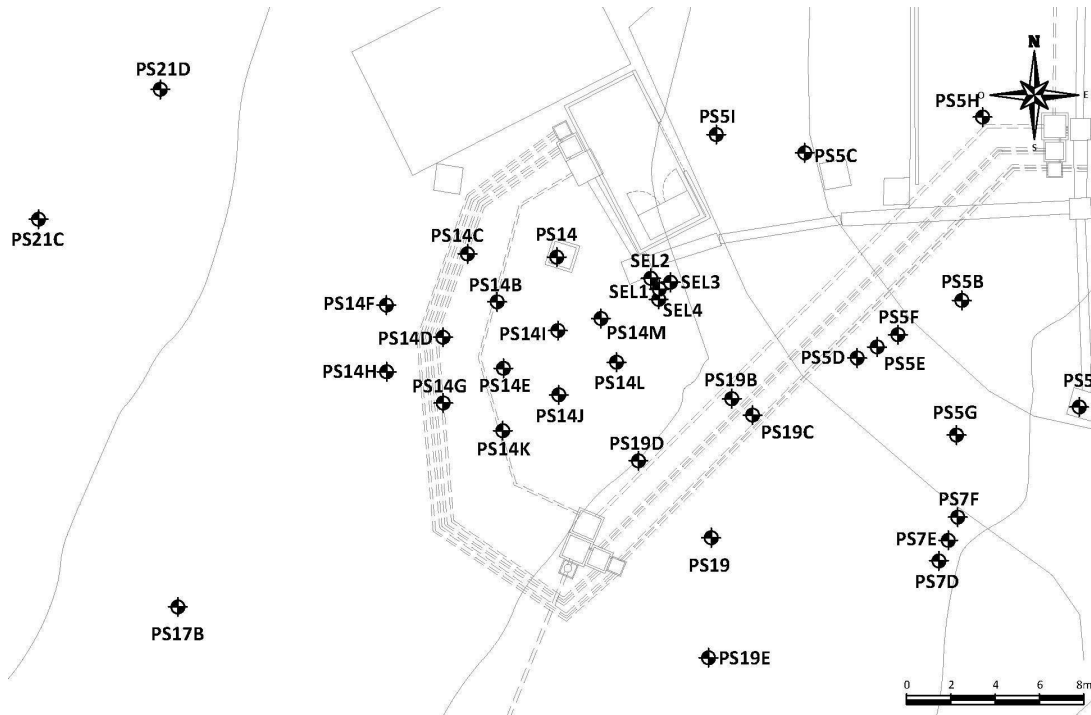 PS21D
N
O
E
S
PS5H
PS5I
PS5C
PS21C
PS14C
PS14
SEL2
SEL3
SEL1
SEL4
PS14B
PS14F
PS5B
PS14I
PS14M
PS5F
PS14D
PS5E
PS5D
PS14H
PS14E
PS14L
PS14G
PS19B
PS5
PS14J
PS19C
PS5G
PS14K
PS19D
PS7F
PS19
PS7E
PS7D
PS17B
PS19E
0 2 4 6 8m